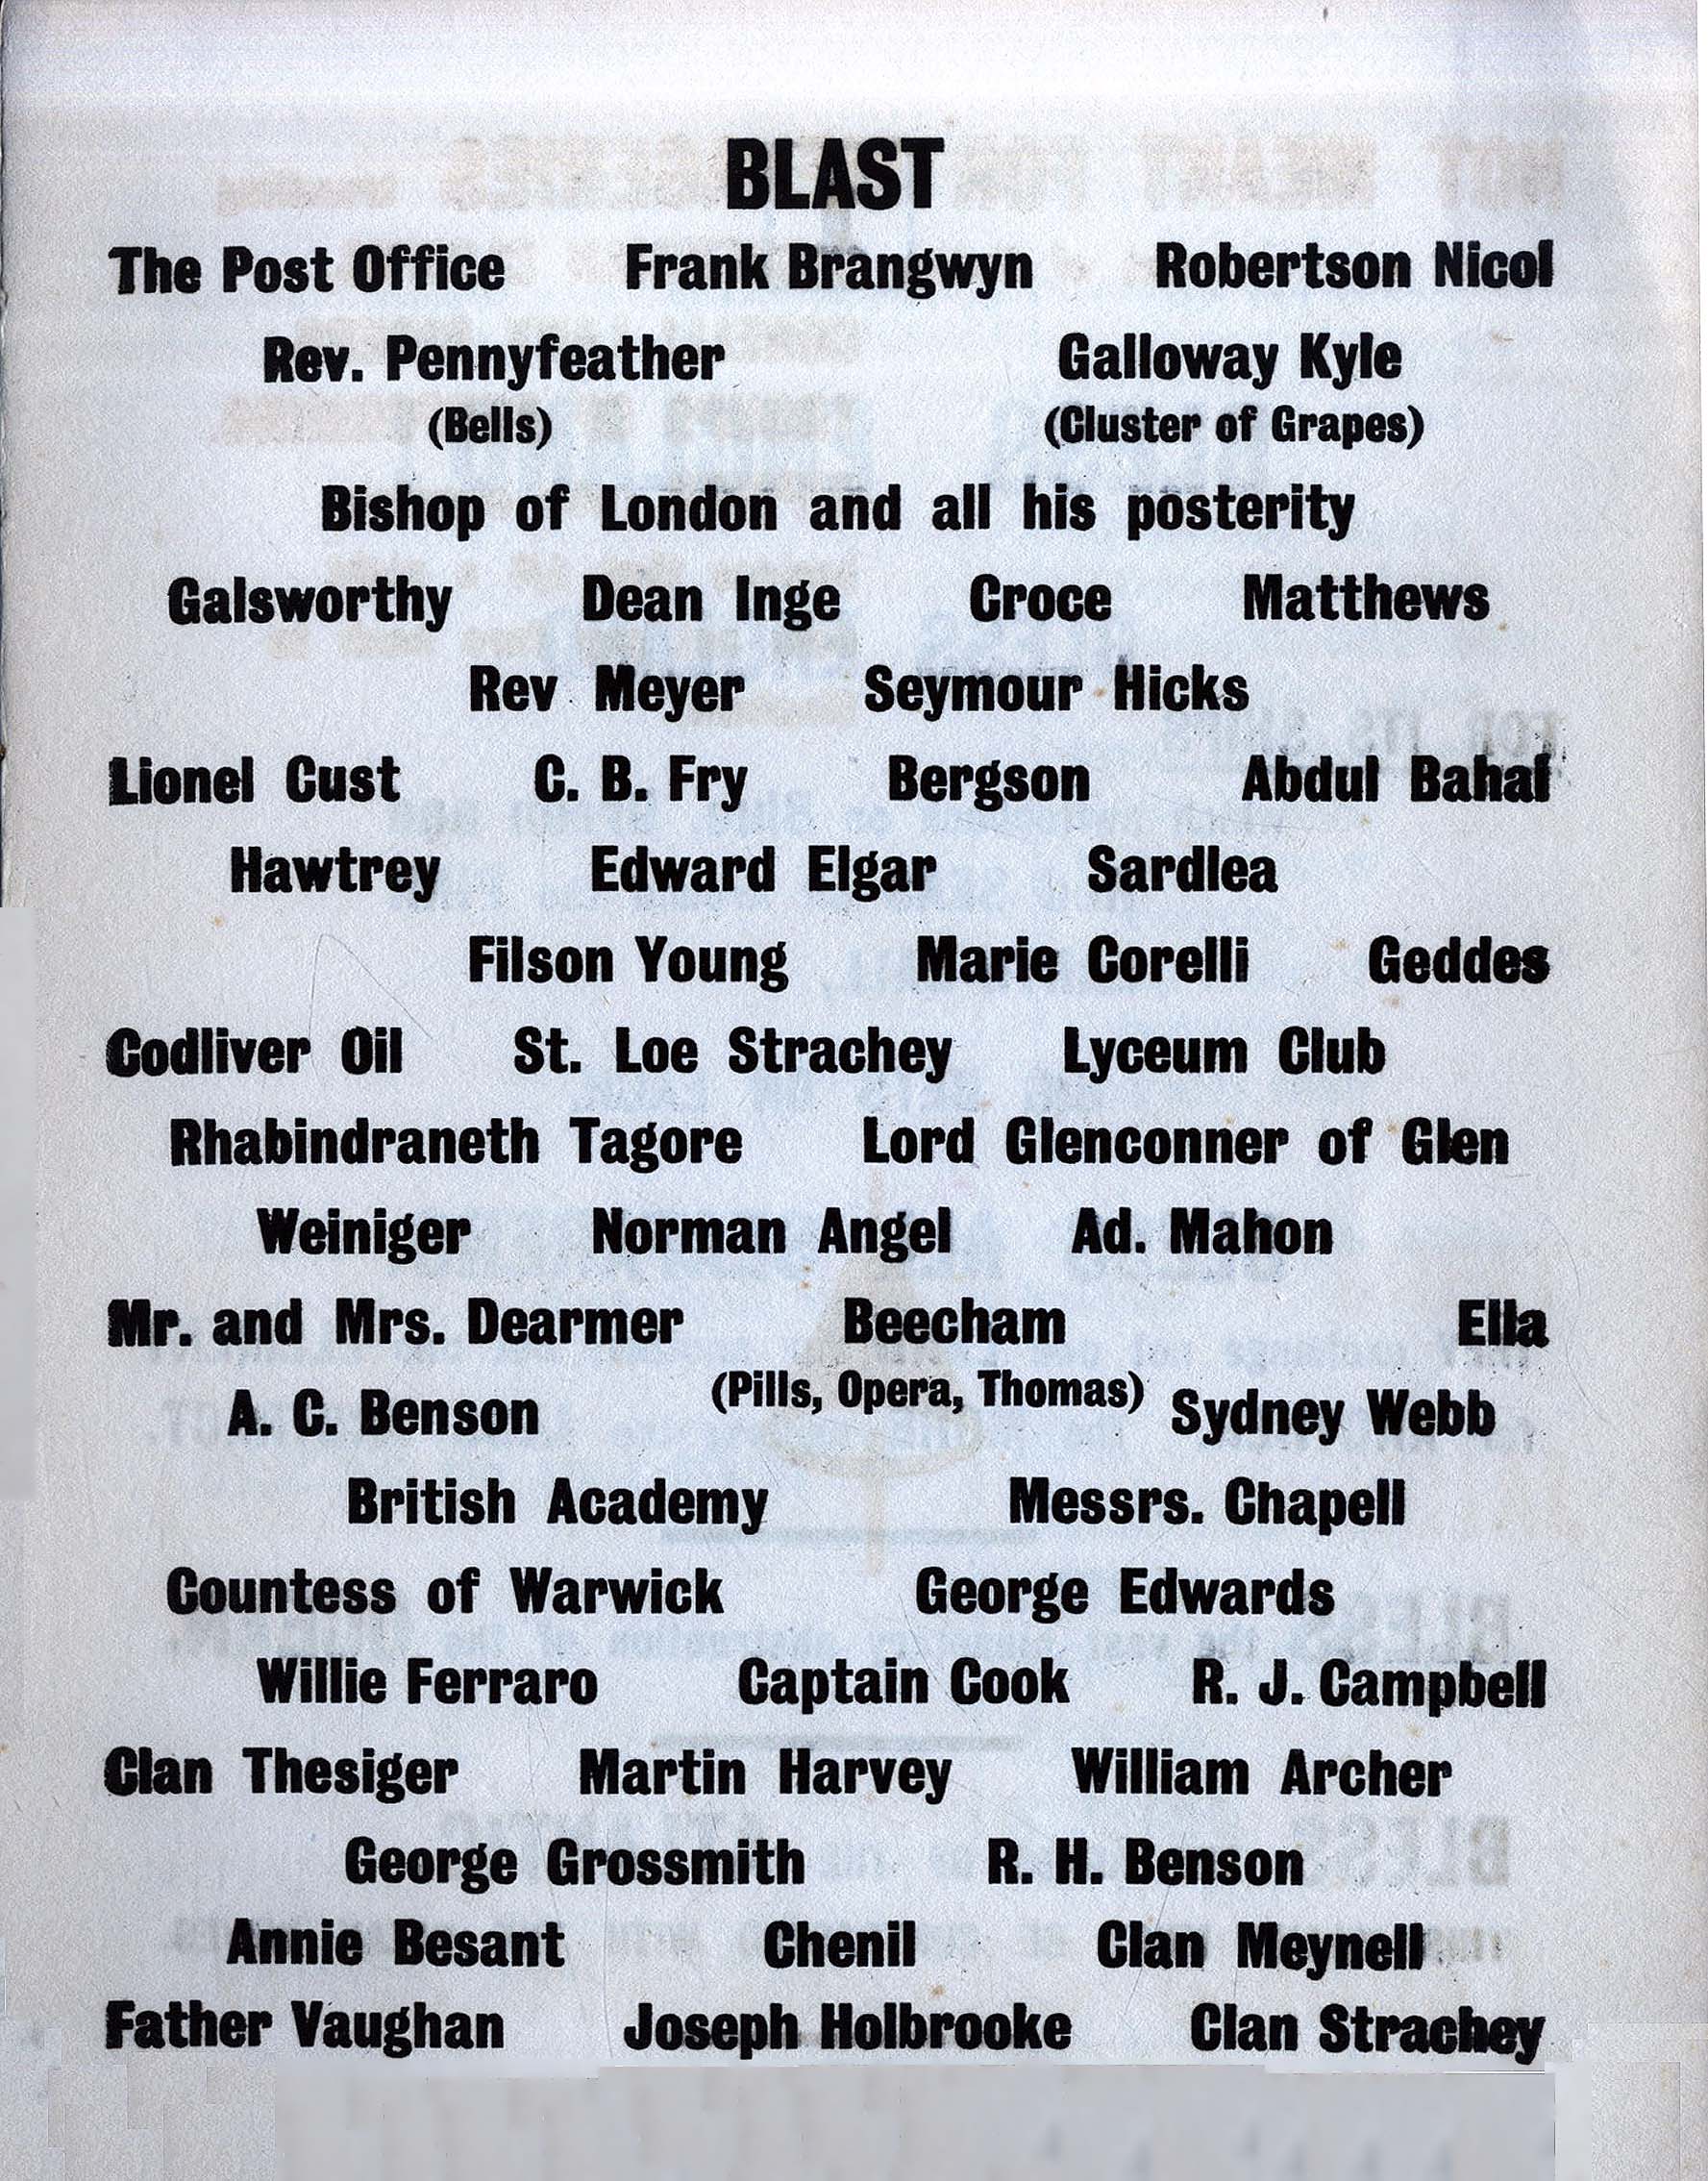 BLAST
The Post Office Frank Brangwyn Robertson Nicol
Rev. Pennyfeather Galloway Kyle
(Bells) (Cluster of Grapes)
Bishop of London and all his posterity
Galsworthy Dean Inge Croce Matthews
Rev Meyer Seymour Hicks
Lionel Cust C. B. Fry Bergson Abdul Bahai
Hawtrey Edward Elgar Sardlea
Filson Young Marie Corelli Geddes
Codliver Oil St. Loe Strachey Lyceum Club
Rhabindraneth Tagore Lord Glenconner of Glen
Weiniger Norman Angel Ad. Mahon
Mr. and Mrs. Dearmer Beecham Ella
(Pills, Opera, Thomas)
A. C. Benson Sydney Webb
British Academy Messrs. Chapell
Countess of Warwick George Edwards
Willie Ferraro Captain Cook R. J. Campbell
Clan Thesiger Martin Harvey William Archer
George Grossmith R. H. Benson
Annie Besant Chenil Clan Meynell
Father Vaughan Joseph Holbrooke Clan Strachey